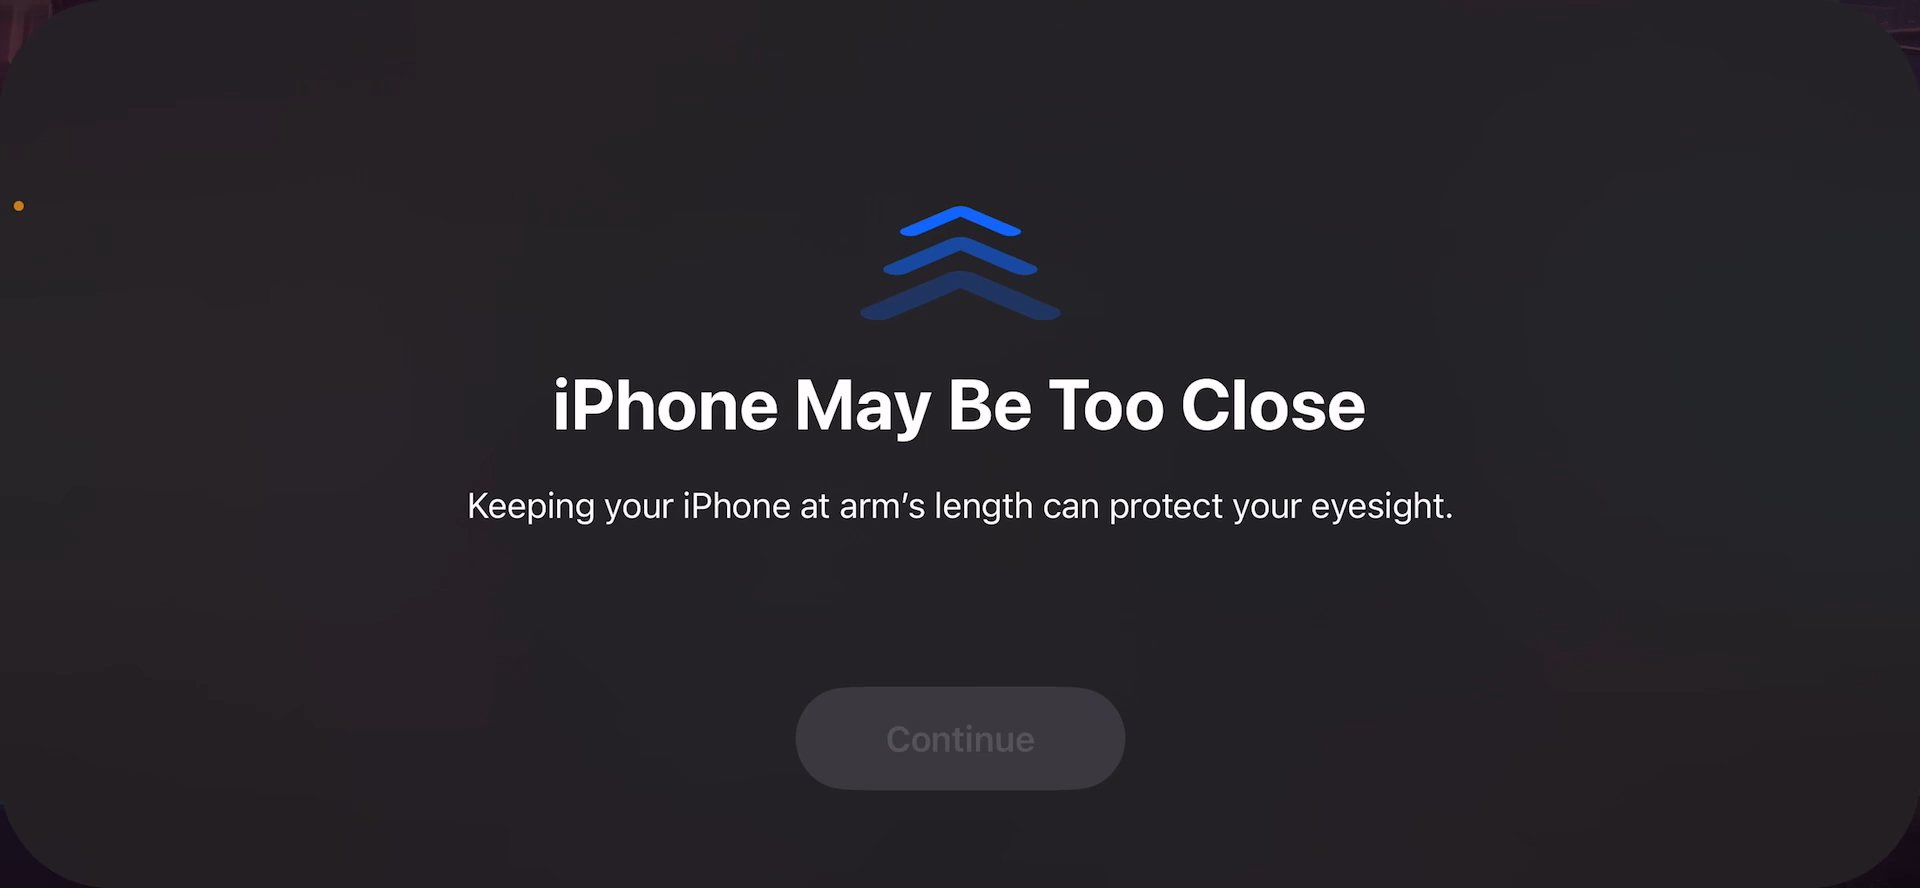 iPhone May Be Too Close
Keeping your iPhone at arm’s length can protect your eyesight.
Continue